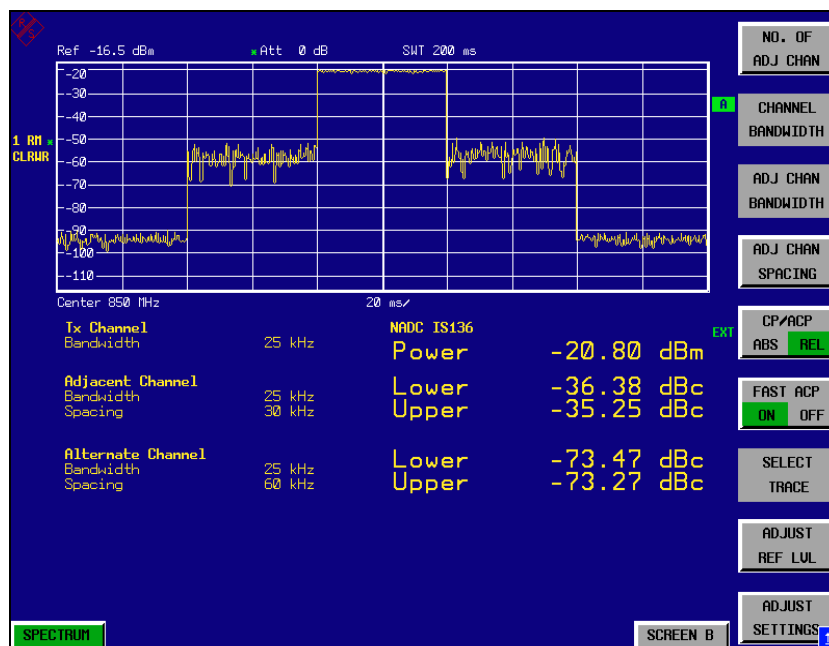 R S
Ref -16.5 dBm *Att 0 dB SWT 200 ms
-20
-30
-40
-50
-60
-70
-80
-90
-100
-110
A
1 RM *
CLRWR
Center 850 MHz 20 ms/
Tx Channel NADC IS136
Bandwidth 25 kHz Power -20.80 dBm
EXT
Adjacent Channel Lower -36.38 dBc
Bandwidth 25 kHz Upper -35.25 dBc
Spacing 30 kHz
Alternate Channel Lower -73.47 dBc
Bandwidth 25 kHz Upper -73.27 dBc
Spacing 60 kHz
NO. OF
ADJ CHAN
CHANNEL
BANDWIDTH
ADJ CHAN
BANDWIDTH
ADJ CHAN
SPACING
CP/ACP
ABS REL
FAST ACP
ON OFF
SELECT
TRACE
ADJUST
REF LVL
ADJUST
SETTINGS
SPECTRUM SCREEN B